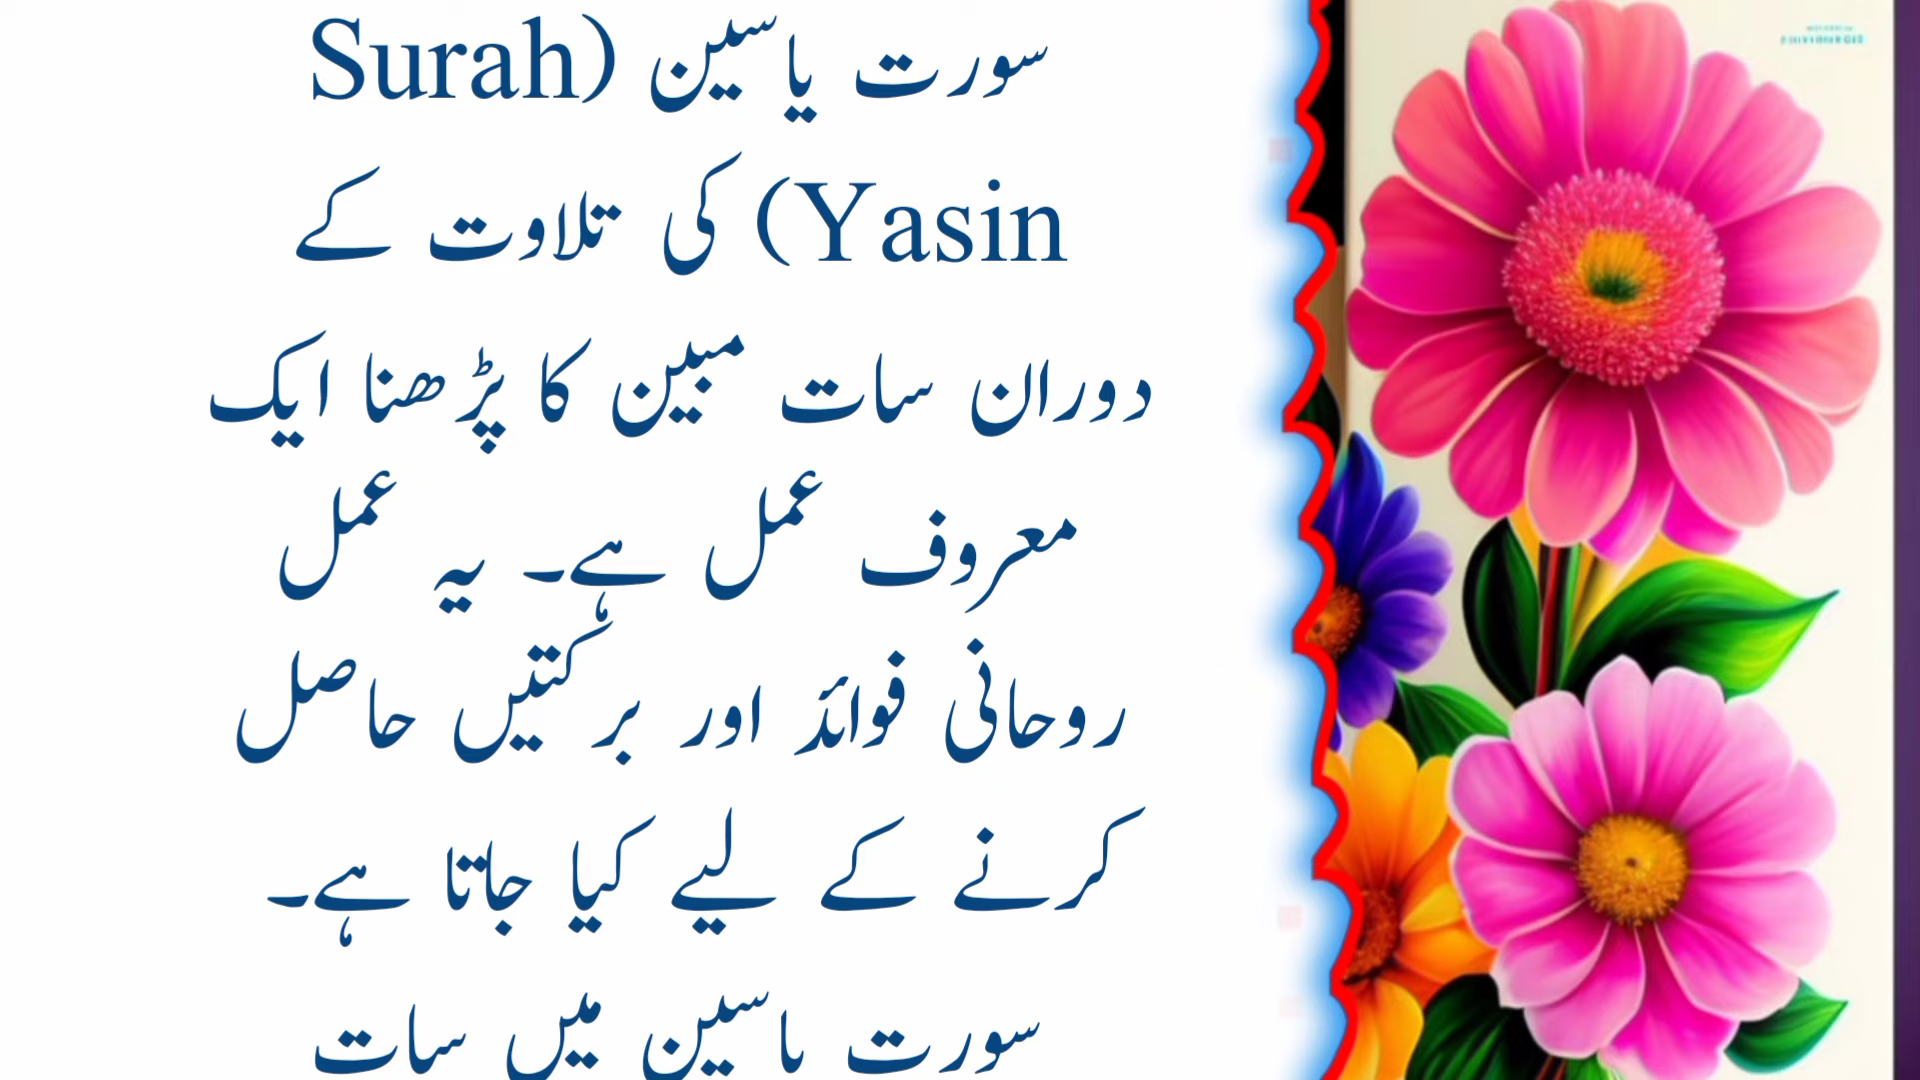 سورت یاسین (Surah
Yasin) کی تلاوت کے
دوران سات مبین کا پڑھنا ایک
معروف عمل ہے۔ یہ عمل
روحانی فوائد اور برکتیں حاصل
کرنے کے لیے کیا جاتا ہے۔
سورت یاسین میں سات